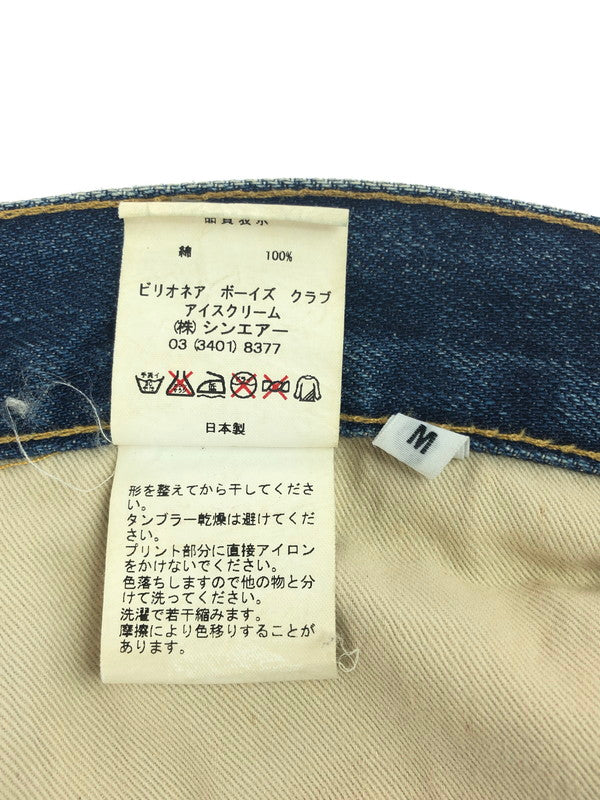 品質表示
綿 100%
ビリオネア ボーイズ クラブ
アイスクリーム
(株) シンエアー
03 (3401) 8377
手洗イ
日本製
M
形を整えてから干してくださ
い。
タンブラー乾燥は避けてくだ
さい。
プリント部分に直接アイロン
をかけないでください。
色落ちしますので他の物と分
けて洗ってください。
洗濯で若干縮みます。
摩擦により色移りすることが
あります。